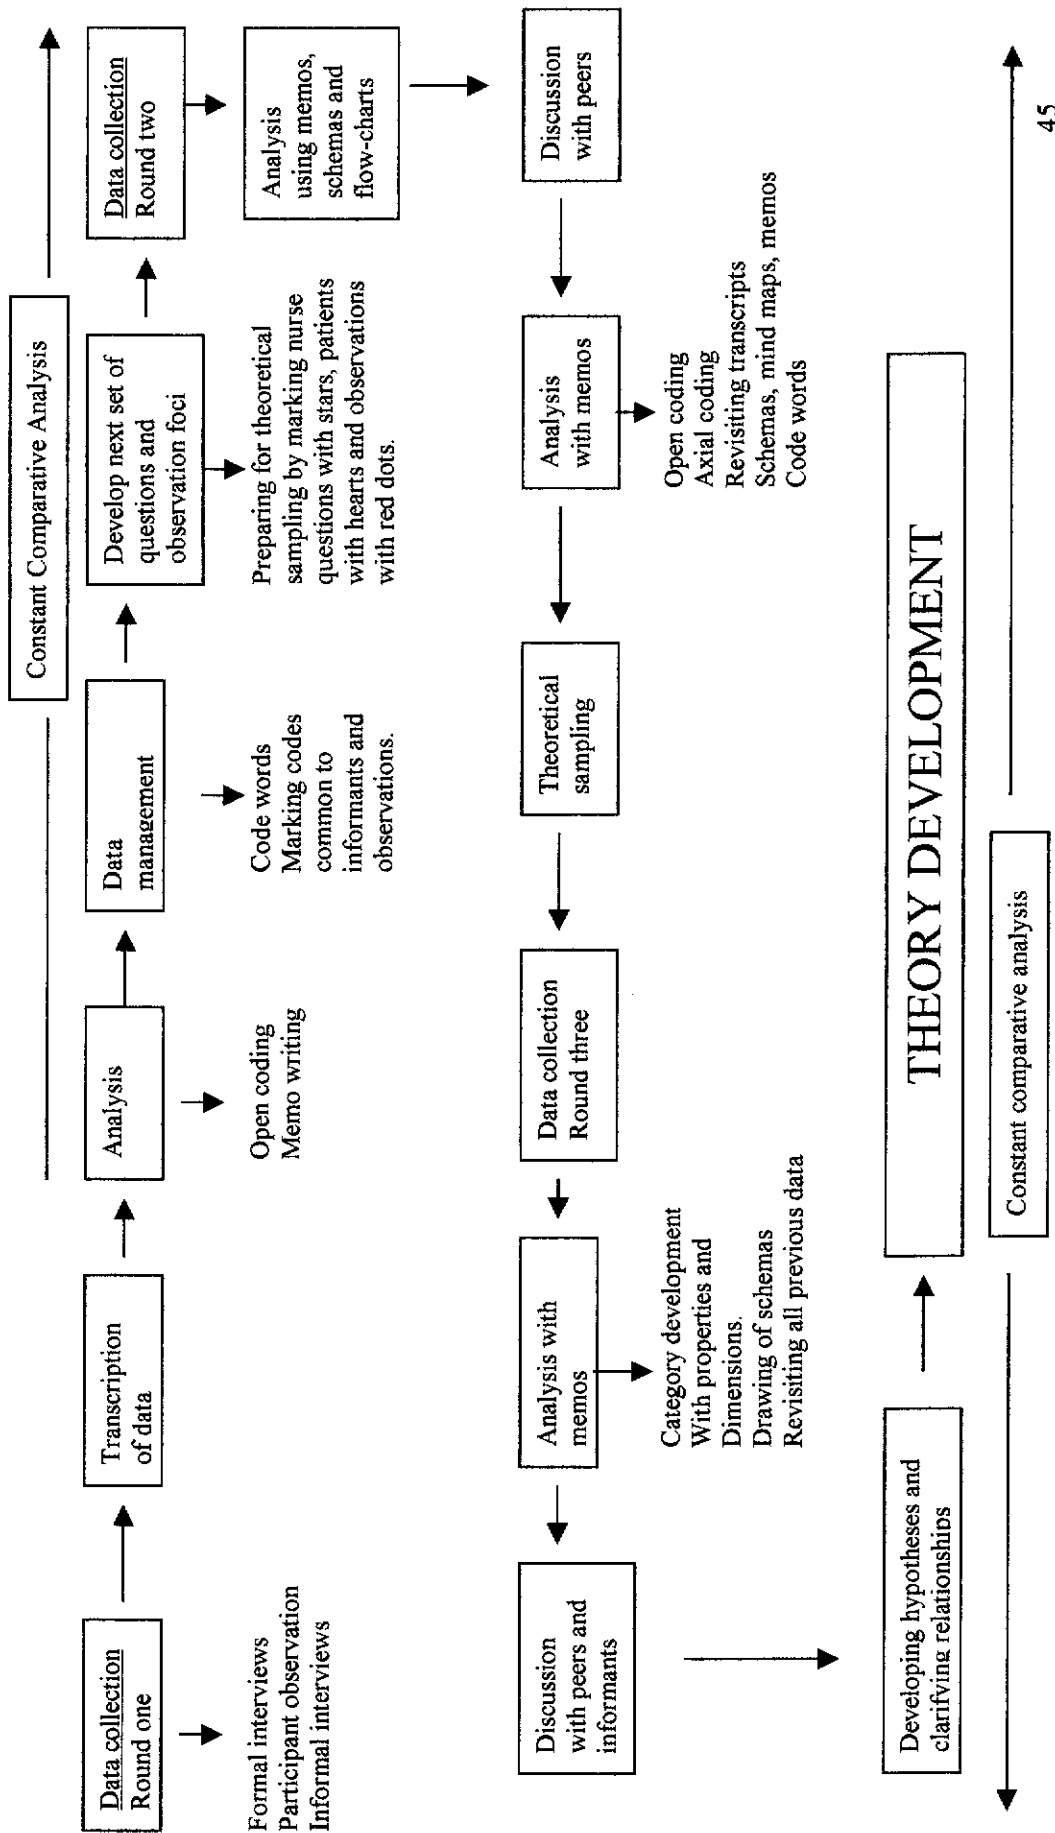 Constant Comparative Analysis
Data collection
Round one
Transcription
of data
Analysis
Data
management
Develop next set of
questions and
observation foci
Data collection
Round two
Formal interviews
Participant observation
Informal interviews
Open coding
Memo writing
Code words
Marking codes
common to
informants and
observations.
Preparing for theoretical
sampling by marking nurse
questions with stars, patients
with hearts and observations
with red dots.
Analysis
using memos,
schemas and
flow-charts
Discussion
with peers
Analysis
with memos
Theoretical
sampling
Data collection
Round three
Analysis with
memos
Discussion
with peers and
informants
Open coding
Axial coding
Revisiting transcripts
Schemas, mind maps, memos
Code words
Category development
With properties and
Dimensions.
Drawing of schemas
Revisiting all previous data
Developing hypotheses and
clarifying relationships
THEORY DEVELOPMENT
Constant comparative analysis
45